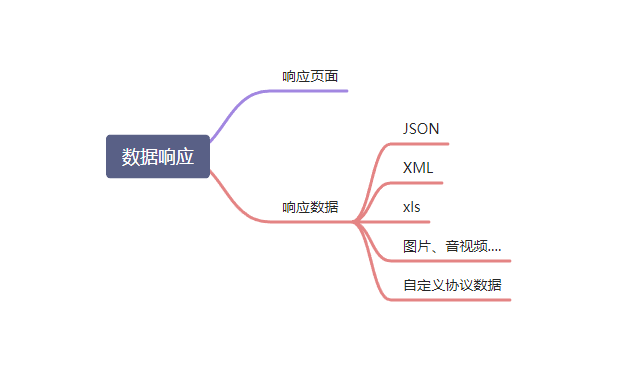 响应页面
数据响应
响应数据
JSON
XML
xls
图片、音视频....
自定义协议数据